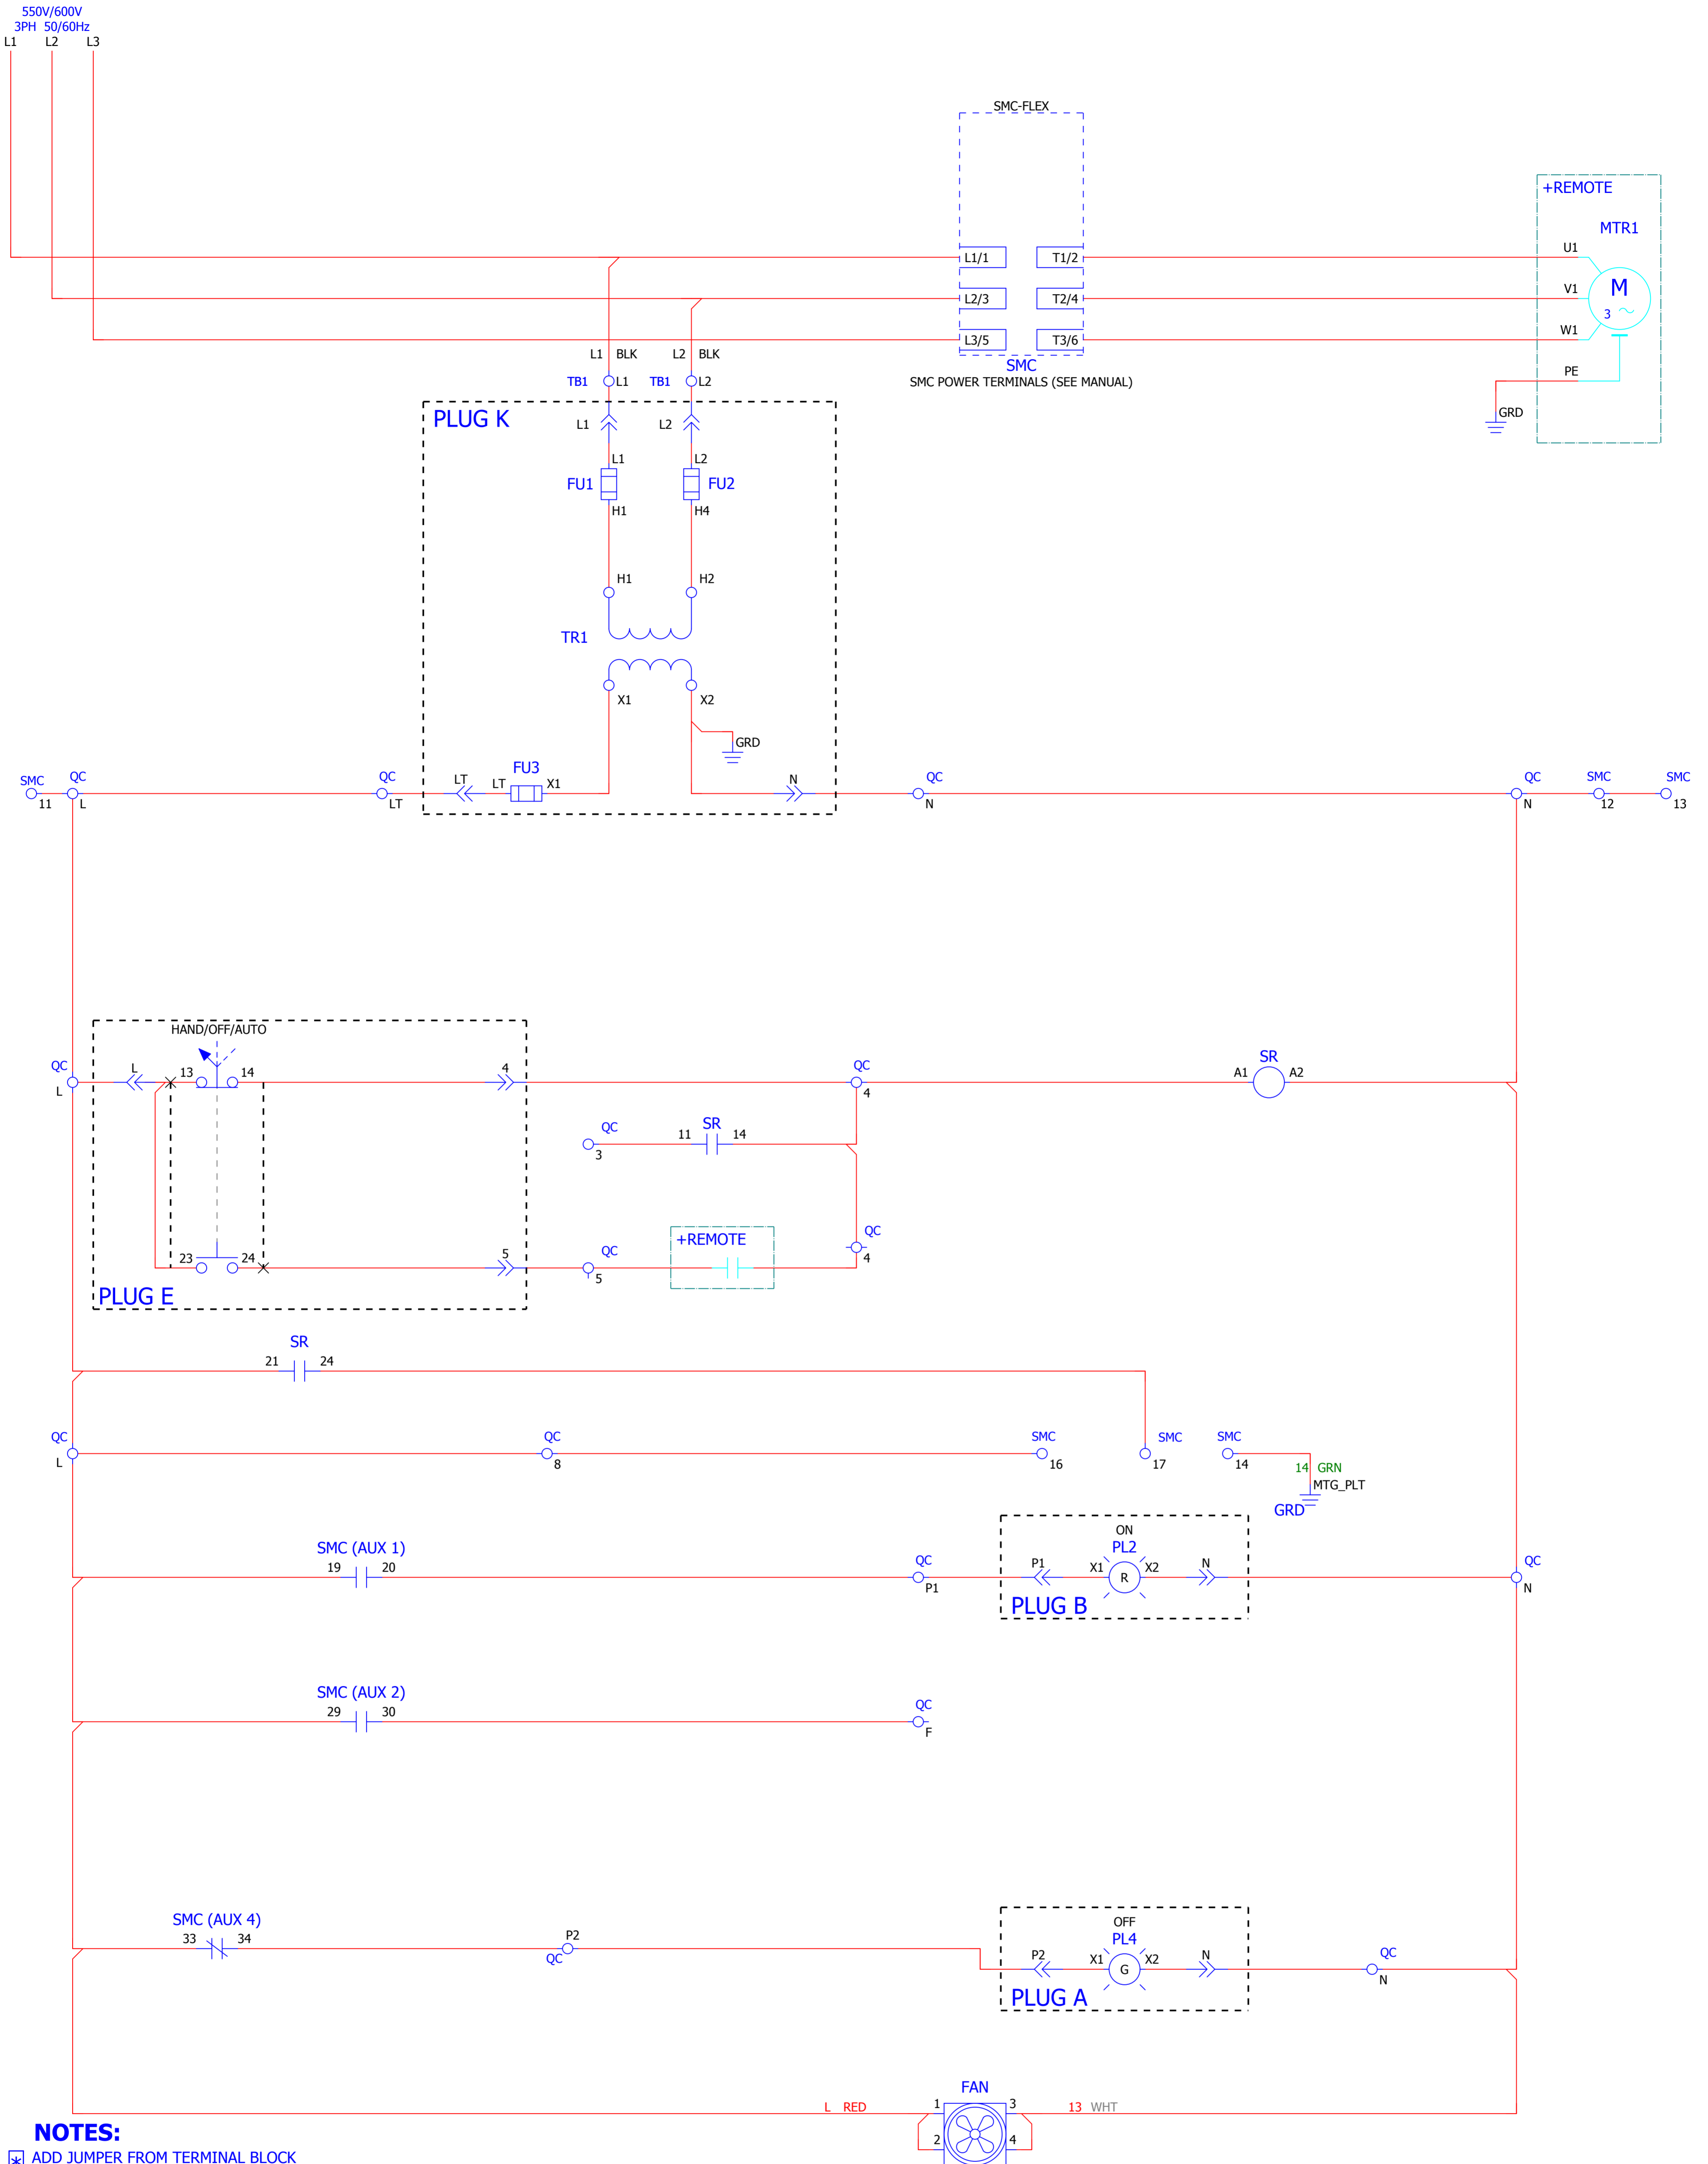 550V/600V
3PH 50/60Hz
L1 L2 L3
SMC-FLEX
+REMOTE
MTR1
U1
L1/1 T1/2
V1 M
L2/3 T2/4
3
W1
L3/5 T3/6
L1 BLK L2 BLK
SMC
PE
TB1 L1 TB1 L2
SMC POWER TERMINALS (SEE MANUAL)
GRD
PLUG K
L1 L2
L1 L2
FU1 FU2
H1 H4
H1 H2
TR1
X1 X2
GRD
FU3
SMC QC QC LT LT X1 N QC QC SMC SMC
11 L LT N N 12 13
HAND/OFF/AUTO
QC L 13 14 4 QC SR
A1 A2
L 4
QC SR
11 14
3
QC
+REMOTE
23 24 5 QC 4
5
PLUG E
SR
21 24
QC QC SMC SMC SMC
L 8 16 17 14
14 GRN
MTG_PLT
GRD
ON
SMC (AUX 1) PL2
19 20 QC P1 X1 X2 N QC
R
P1 N
PLUG B
SMC (AUX 2)
29 30 QC
F
SMC (AUX 4) OFF
33 34 P2 PL4
QC P2 X1 X2 N QC
G
N
PLUG A
FAN
L RED 1 3 13 WHT
2 4
NOTES:
* ADD JUMPER FROM TERMINAL BLOCK